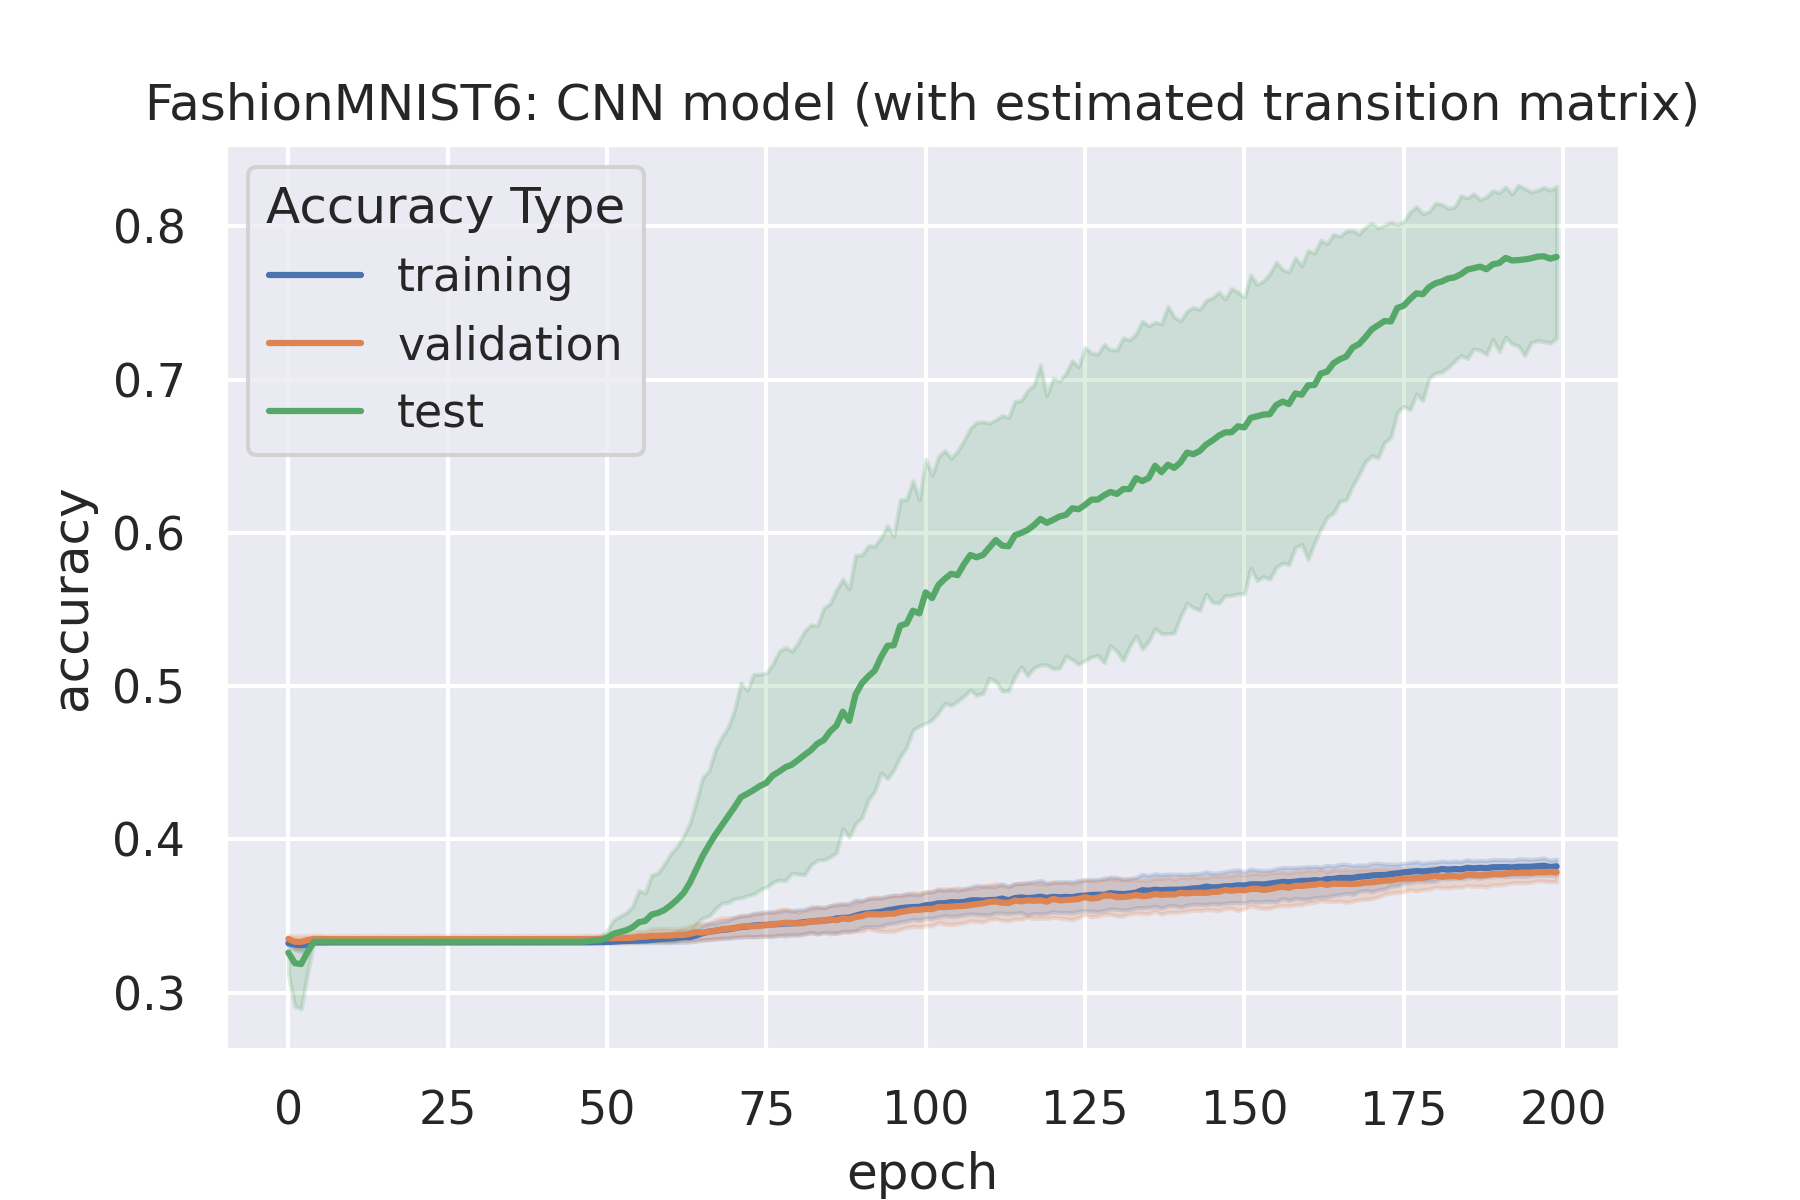 FashionMNIST6: CNN model (with estimated transition matrix)
Accuracy Type
training
validation
test
0.8
0.7
0.6
0.5
0.4
0.3
accuracy
0 25 50 75 100 125 150 175 200
epoch